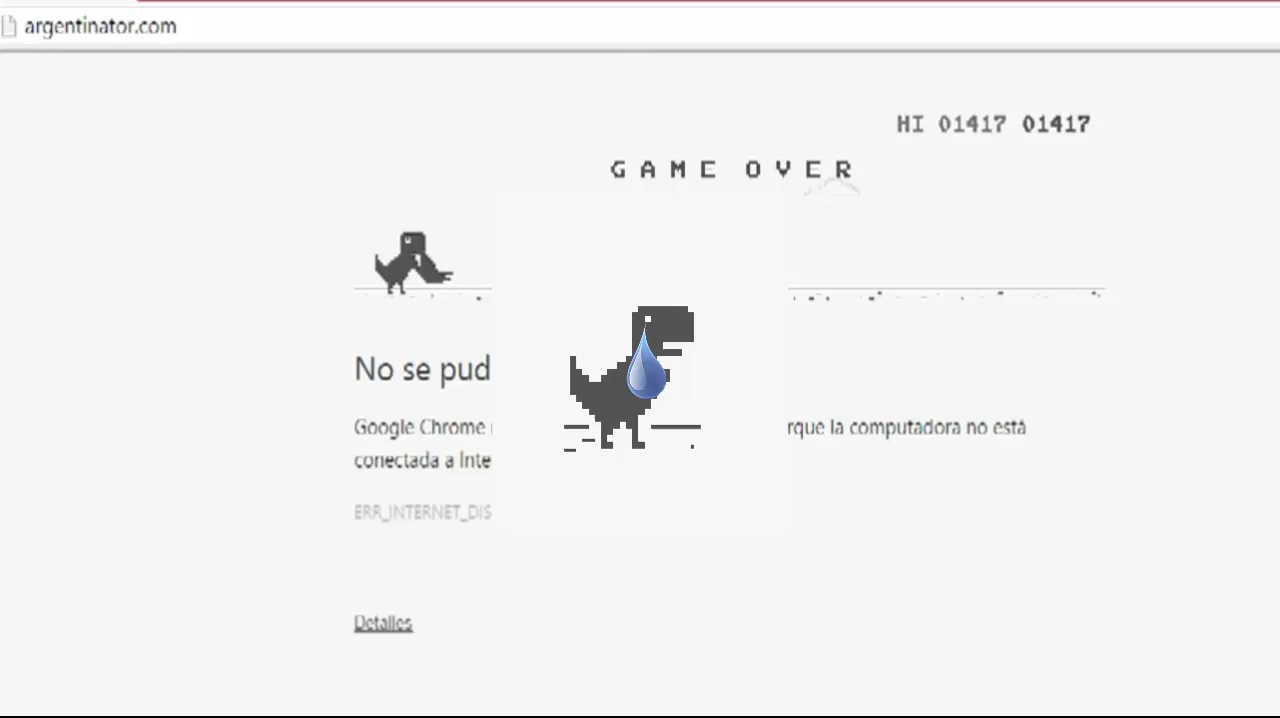 argentinator.com
HI 01417 01417
GAME OVER
No se pud
Google Chrome rque la computadora no está
conectada a Inte
ERR_INTERNET_DIS
Detalles